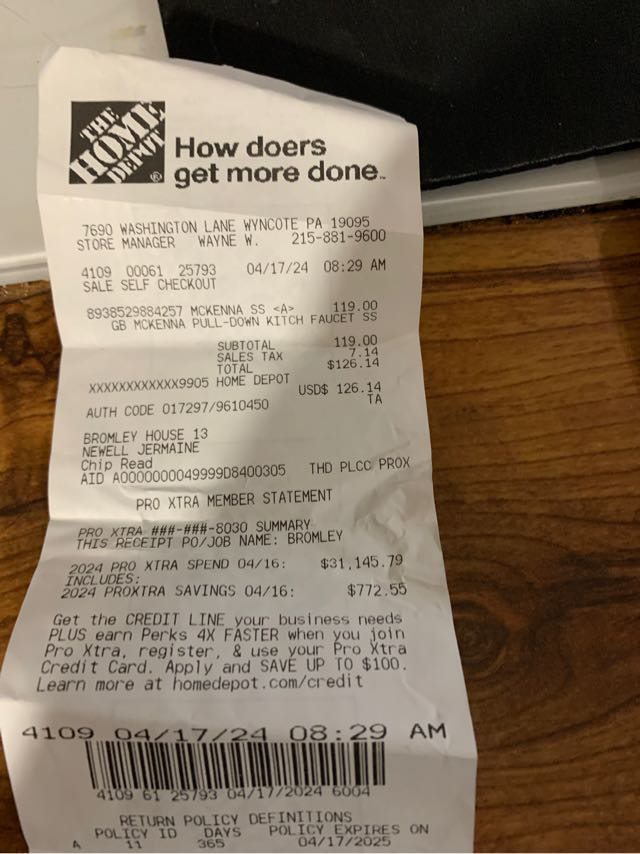 THE
HOME
DEPOT
®
How doers
get more done™
7690 WASHINGTON LANE WYNCOTE PA 19095
STORE MANAGER WAYNE W. 215-881-9600
4109 00061 25793 04/17/24 08:29 AM
SALE SELF CHECKOUT
8938529884257 MCKENNA SS <A> 119.00
GB MCKENNA PULL-DOWN KITCH FAUCET SS
SUBTOTAL 119.00
SALES TAX 7.14
TOTAL $126.14
XXXXXXXXXXXX9905 HOME DEPOT
USD$ 126.14
AUTH CODE 017297/9610450 TA
BROMLEY HOUSE 13
NEWELL JERMAINE
Chip Read
AID A0000000049999D8400305 THD PLCC PROX
PRO XTRA MEMBER STATEMENT
PRO XTRA ###-###-8030 SUMMARY
THIS RECEIPT PO/JOB NAME: BROMLEY
2024 PRO XTRA SPEND 04/16: $31,145.79
INCLUDES:
2024 PROXTRA SAVINGS 04/16: $772.55
Get the CREDIT LINE your business needs
PLUS earn Perks 4X FASTER when you join
Pro Xtra, register, & use your Pro Xtra
Credit Card. Apply and SAVE UP TO $100.
Learn more at homedepot.com/credit
4109 04/17/24 08:29 AM
4109 61 25793 04/17/2024 6004
RETURN POLICY DEFINITIONS
POLICY ID DAYS POLICY EXPIRES ON
A 11 365 04/17/2025